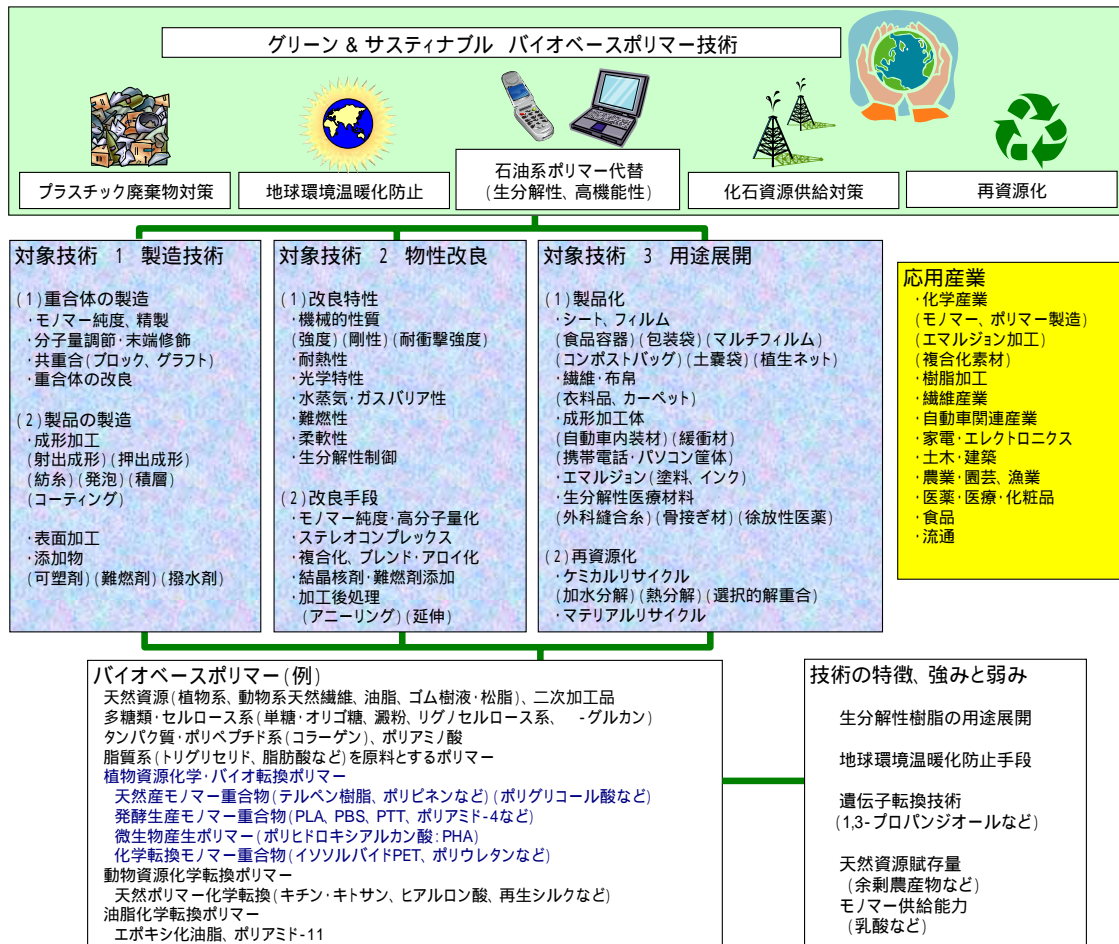 グリーン & サスティナブル バイオベースポリマー技術
プラスチック廃棄物対策
地球環境温暖化防止
石油系ポリマー代替
(生分解性、高機能性)
化石資源供給対策
再資源化
対象技術 1 製造技術
(1)重合体の製造
・モノマー純度、精製
・分子量調節・末端修飾
・共重合(ブロック、グラフト)
・重合体の改良
(2)製品の製造
・成形加工
(射出成形)(押出成形)
(紡糸)(発泡)(積層)
(コーティング)
・表面加工
・添加物
(可塑剤)(難燃剤)(撥水剤)
対象技術 2 物性改良
(1)改良特性
・機械的性質
(強度)(剛性)(耐衝撃強度)
・耐熱性
・光学特性
・水蒸気・ガスバリア性
・難燃性
・柔軟性
・生分解性制御
(2)改良手段
・モノマー純度・高分子量化
・ステレオコンプレックス
・複合化、ブレンド・アロイ化
・結晶核剤・難燃剤添加
・加工後処理
(アニーリング)(延伸)
対象技術 3 用途展開
(1)製品化
・シート、フィルム
(食品容器)(包装袋)(マルチフィルム)
(コンポストバッグ)(土嚢袋)(植生ネット)
・繊維・布帛
(衣料品、カーペット)
・成形加工体
(自動車内装材)(緩衝材)
(携帯電話・パソコン筐体)
・エマルジョン(塗料、インク)
・生分解性医療材料
(外科縫合糸)(骨接ぎ材)(徐放性医薬)
(2)再資源化
・ケミカルリサイクル
(加水分解)(熱分解)(選択的解重合)
・マテリアルリサイクル
応用産業
・化学産業
(モノマー、ポリマー製造)
(エマルジョン加工)
(複合化素材)
・樹脂加工
・繊維産業
・自動車関連産業
・家電・エレクトロニクス
・土木・建築
・農業・園芸、漁業
・医薬・医療・化粧品
・食品
・流通
バイオベースポリマー(例)
天然資源(植物系、動物系天然繊維、油脂、ゴム樹液・松脂)、二次加工品
多糖類・セルロース系(単糖・オリゴ糖、澱粉、リグノセルロース系、 -グルカン)
タンパク質・ポリペプチド系(コラーゲン)、ポリアミノ酸
脂質系(トリグリセリド、脂肪酸など)を原料とするポリマー
植物資源化学・バイオ転換ポリマー
天然産モノマー重合物(テルペン樹脂、ポリピネンなど)(ポリグリコール酸など)
発酵生産モノマー重合物(PLA、PBS、PTT、ポリアミド-4など)
微生物産生ポリマー(ポリヒドロキシアルカン酸:PHA)
化学転換モノマー重合物(イソソルバイドPET、ポリウレタンなど)
動物資源化学転換ポリマー
天然ポリマー化学転換(キチン・キトサン、ヒアルロン酸、再生シルクなど)
油脂化学転換ポリマー
エポキシ化油脂、ポリアミド-11
技術の特徴、強みと弱み
生分解性樹脂の用途展開
地球環境温暖化防止手段
遺伝子転換技術
(1,3-プロパンジオールなど)
天然資源賦存量
(余剰農産物など)
モノマー供給能力
(乳酸など)